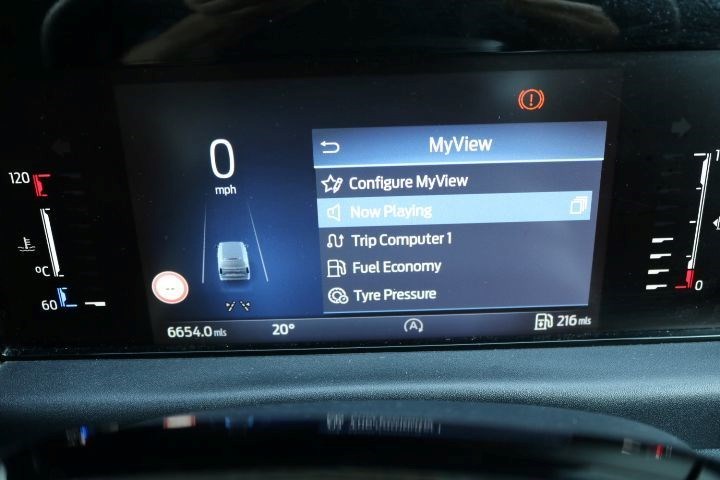 MyView
0
mph
120
Configure MyView
Now Playing
Trip Computer 1
Fuel Economy
°C
60
Tyre Pressure
--
0
6654.0 mls
20°
A
216 mls